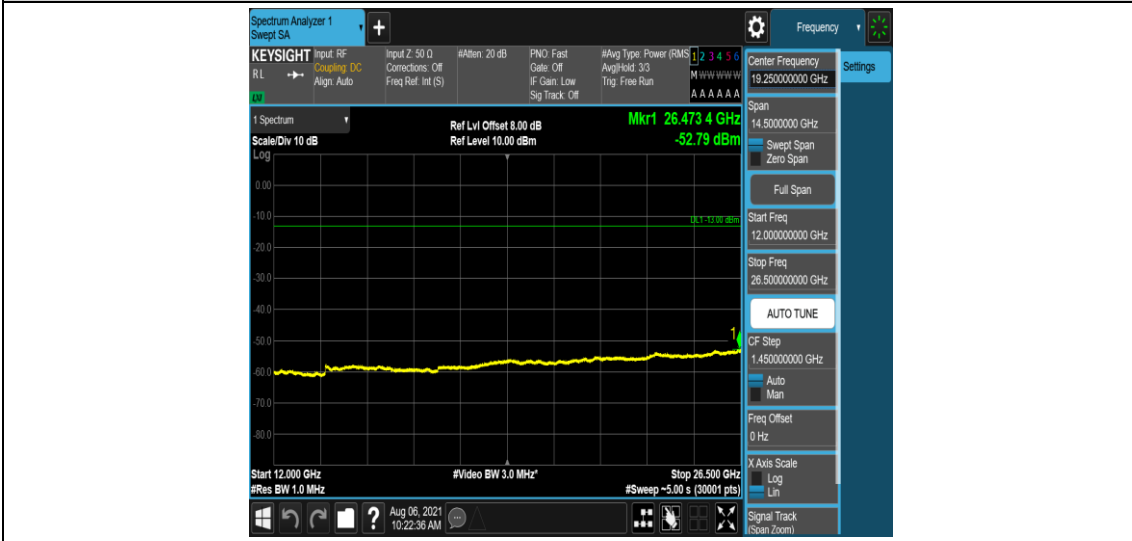 Spectrum Analyzer 1
Swept SA
+
Frequency
KEYSIGHT
RL
Input: RF
Coupling: DC
Align: Auto
Input Z: 50 Ω
Corrections: Off
Freq Ref: Int (S)
#Atten: 20 dB
PNO: Fast
Gate: Off
IF Gain: Low
Sig Track: Off
#Avg Type: Power (RMS
Avg|Hold: 3/3
Trig: Free Run
1 2 3 4 5 6
M W W W W W
A A A A A A
1 Spectrum
Scale/Div 10 dB
Ref Lvl Offset 8.00 dB
Ref Level 10.00 dBm
Mkr1 26.473 4 GHz
-52.79 dBm
Log
0.00
-10.0
DL1 -13.00 dBm
-20.0
-30.0
-40.0
-50.0
1
-60.0
-70.0
-80.0
Start 12.000 GHz
#Res BW 1.0 MHz
#Video BW 3.0 MHz*
Stop 26.500 GHz
#Sweep ~5.00 s (30001 pts)
?
Aug 06, 2021
10:22:36 AM
Center Frequency
19.250000000 GHz
Settings
Span
14.5000000 GHz
Swept Span
Zero Span
Full Span
Start Freq
12.000000000 GHz
Stop Freq
26.500000000 GHz
AUTO TUNE
CF Step
1.450000000 GHz
Auto
Man
Freq Offset
0 Hz
X Axis Scale
Log
Lin
Signal Track
(Span Zoom)